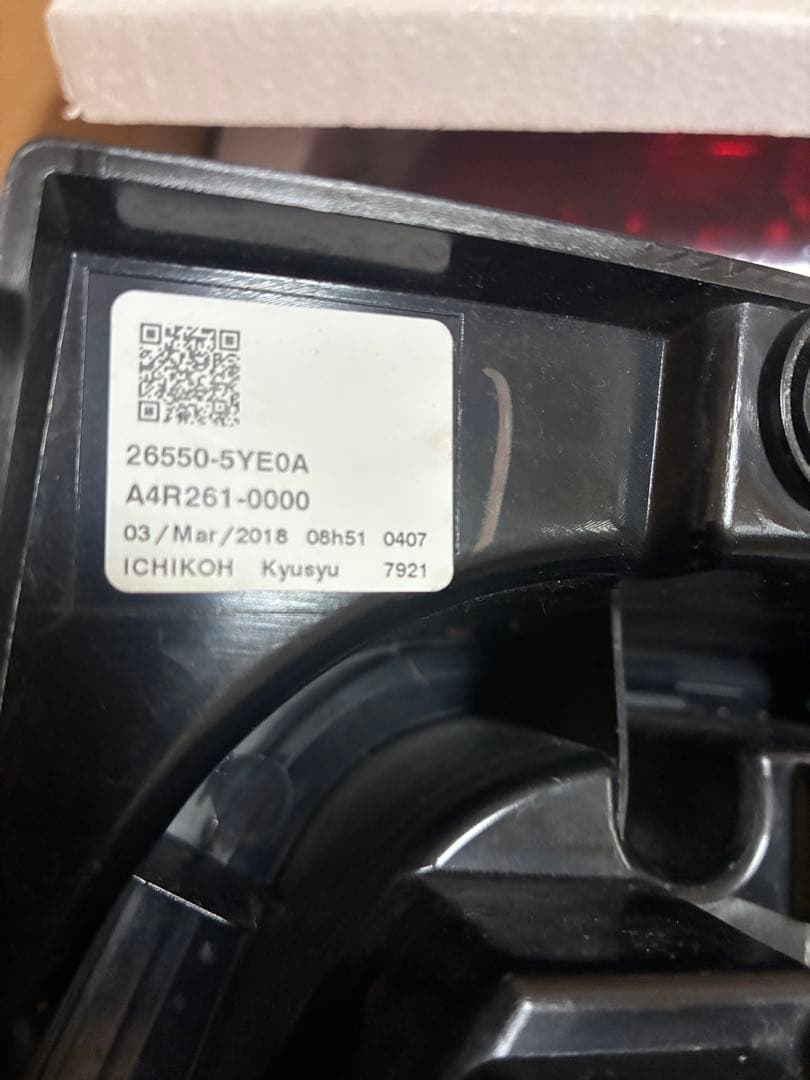 26550-5YE0A
A4R261-0000
03/Mar/2018 08h51 0407
ICHIKOH Kyusyu 7921